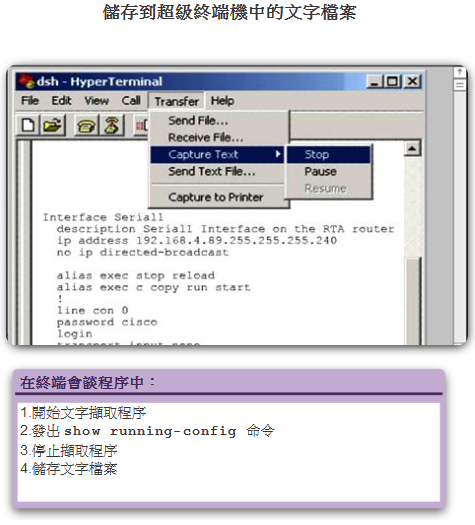 儲存到超級終端機中的文字檔案
dsh - HyperTerminal
File Edit View Call Transfer Help
Send File...
Receive File...
Capture Text
Send Text File...
Capture to Printer
Stop
Pause
Resume
Interface Serial1
description Serial1 Interface on the RTA router
ip address 192.168.4.89.255.255.255.240
no ip directed-broadcast
alias exec stop reload
alias exec c copy run start
!
line con 0
password cisco
login
transport input none
在終端會談程序中：
1.開始文字擷取程序
2.發出 show running-config 命令
3.停止擷取程序
4.儲存文字檔案